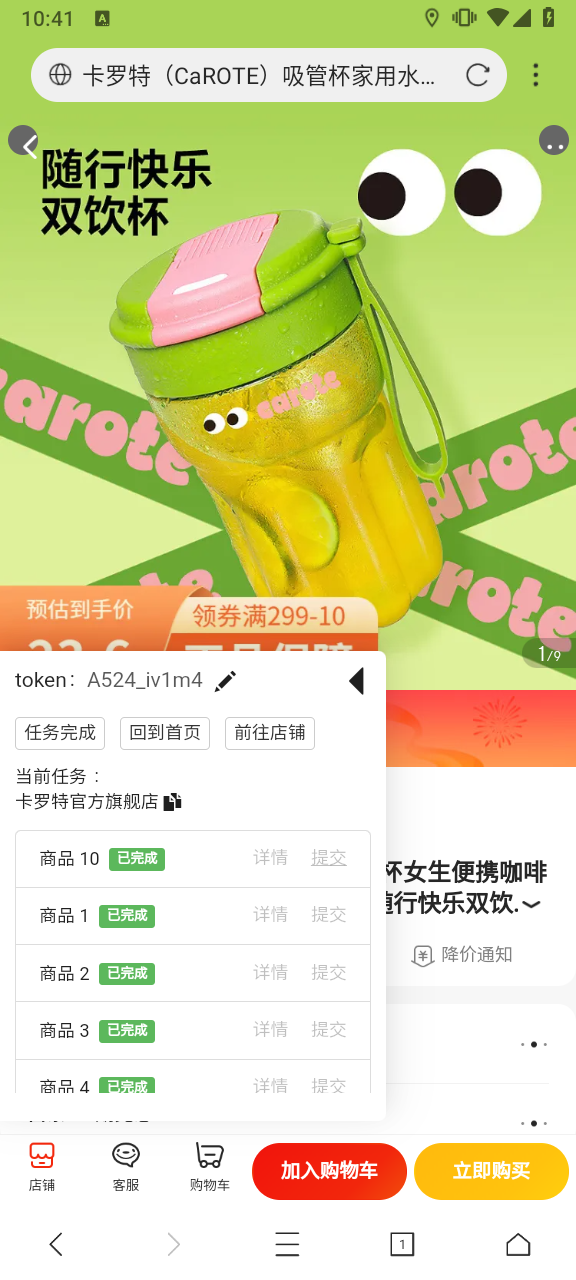 10:41
A
卡罗特（CaROTE）吸管杯家用水…
随行快乐
双饮杯
carote
carote
carote
carote
carote
预估到手价
领券满299-10
1/9
token： A524_iv1m4
任务完成
回到首页
前往店铺
当前任务：
卡罗特官方旗舰店
商品 10 已完成 详情 提交
商品 1 已完成 详情 提交
商品 2 已完成 详情 提交
商品 3 已完成 详情 提交
商品 4 已完成 详情 提交
杯女生便携咖啡
随行快乐双饮.
降价通知
店铺
客服
购物车
加入购物车
立即购买
1